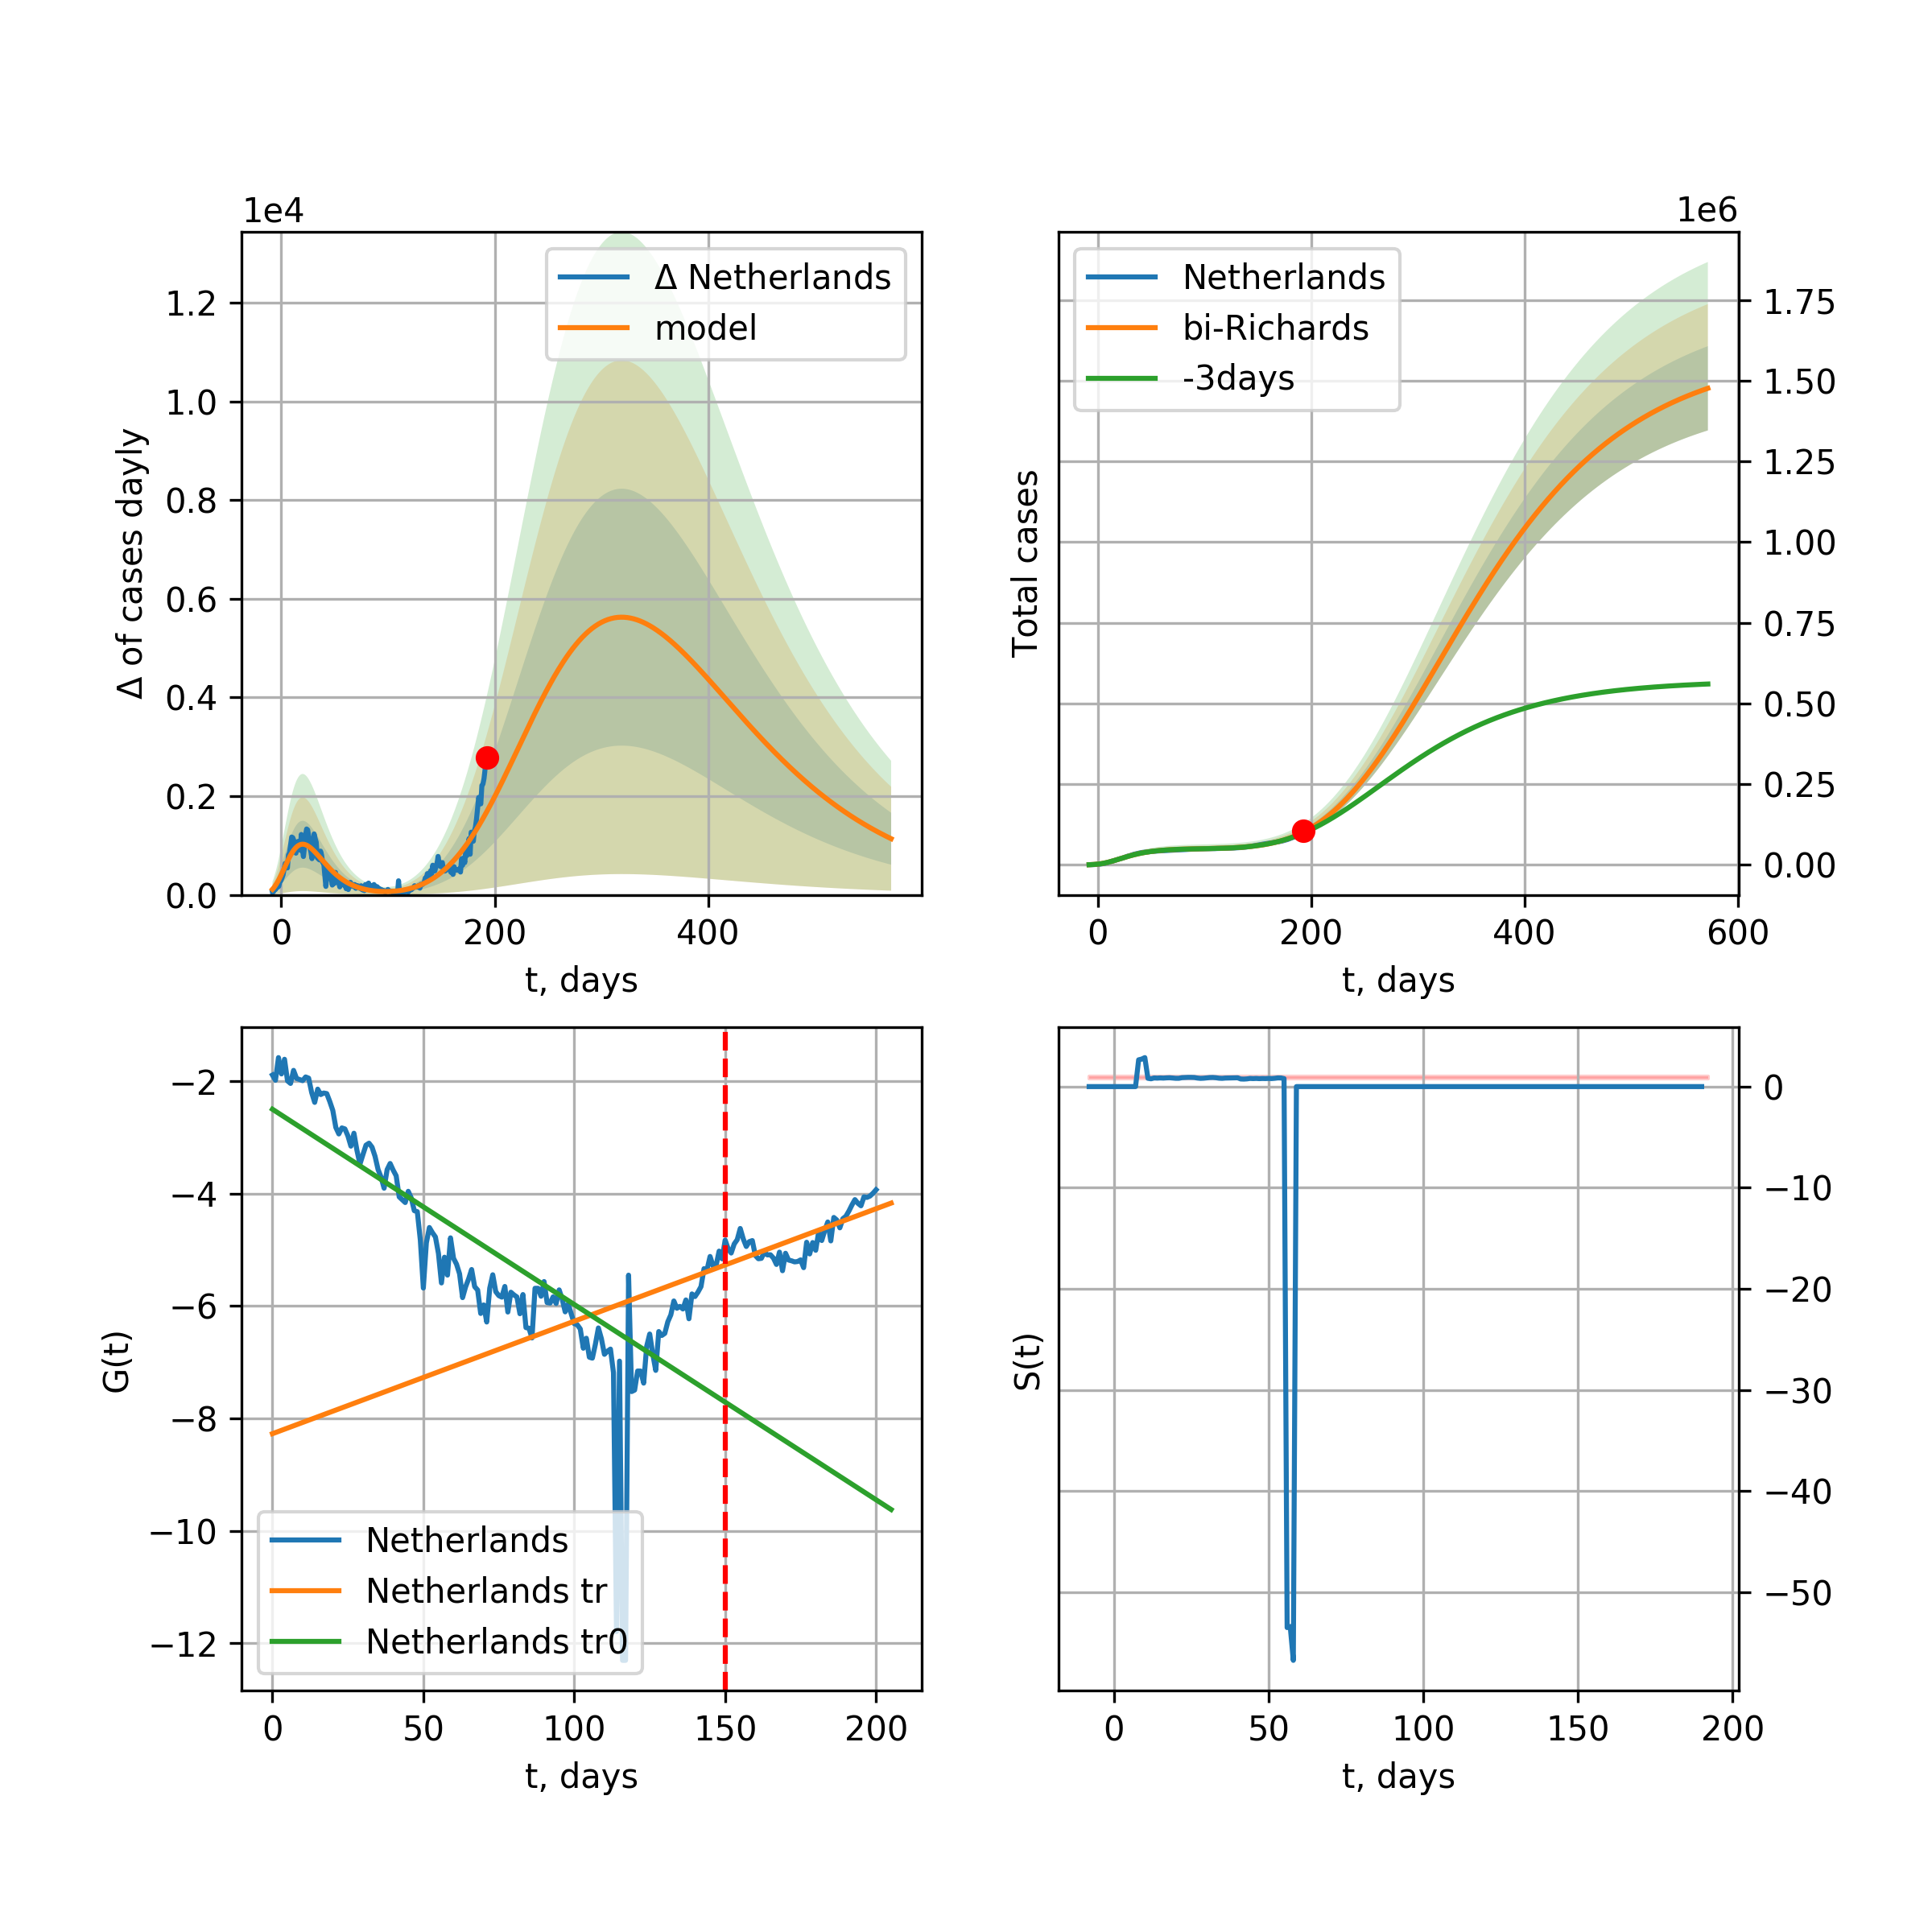 1e4
Δ of cases dayly
1.2
1.0
0.8
0.6
0.4
0.2
0.0
Δ Netherlands
model
0 200 400
t, days
1e6
Total cases
Netherlands
bi-Richards
-3days
1.75
1.50
1.25
1.00
0.75
0.50
0.25
0.00
0 200 400 600
t, days
G(t)
−2
−4
−6
−8
−10
−12
Netherlands
Netherlands tr
Netherlands tr0
0 50 100 150 200
t, days
S(t)
0
−10
−20
−30
−40
−50
0 50 100 150 200
t, days